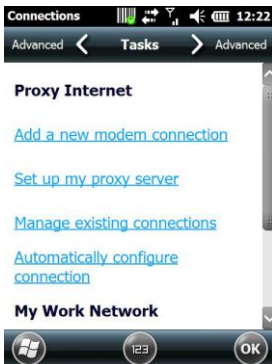 Connections 12:22
Advanced Tasks Advanced
Proxy Internet
Add a new modem connection
Set up my proxy server
Manage existing connections
Automatically configure
connection
My Work Network
123 OK